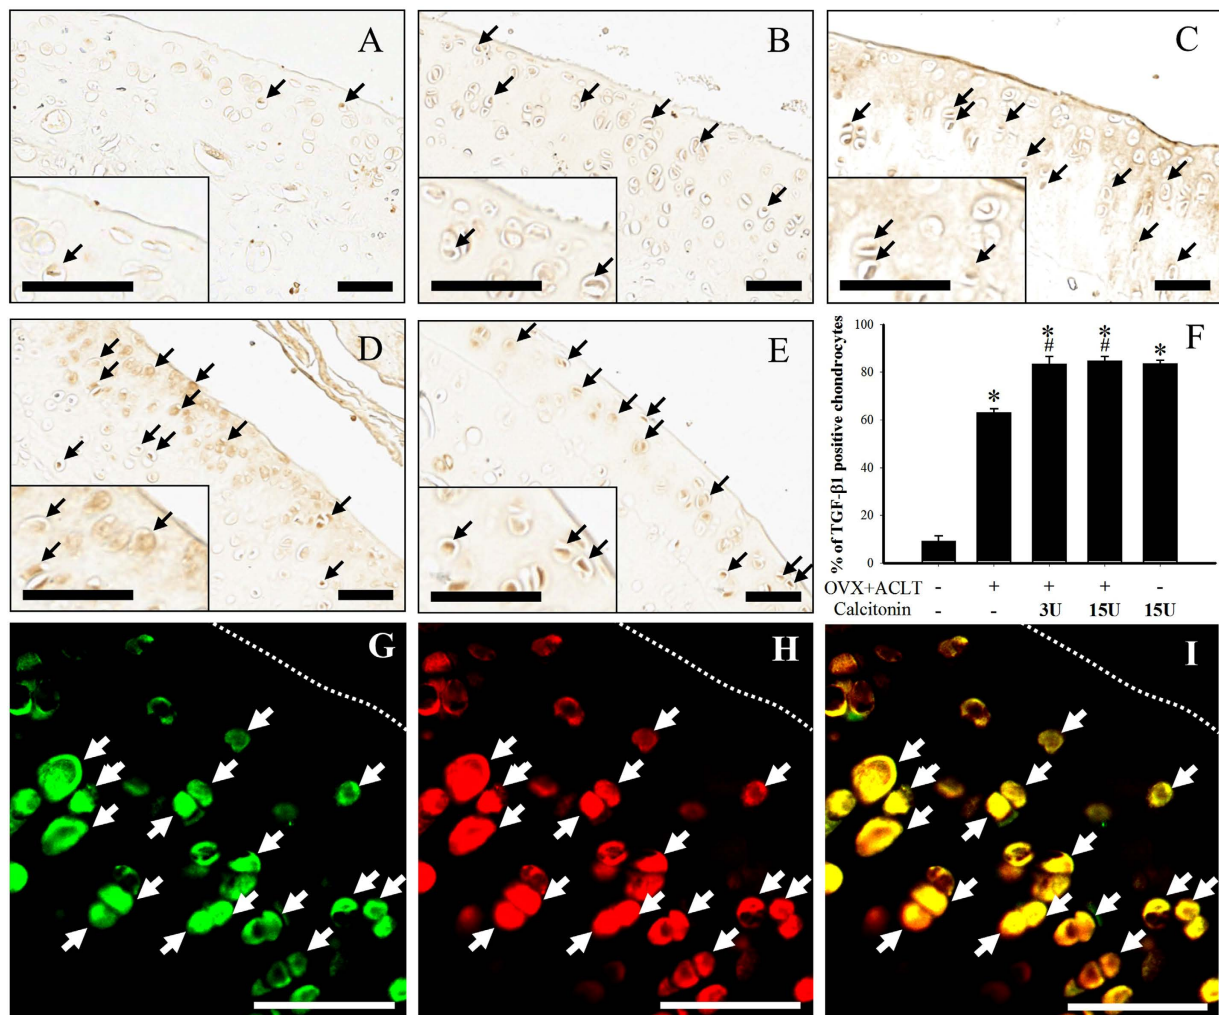 A
B
C
D
E
F
% of TGF-β1 positive chondrocytes
100
80
60
40
20
0
*
*
#
*
#
*
OVX+ACLT - + + + -
Calcitonin - - 3U 15U 15U
G
H
I